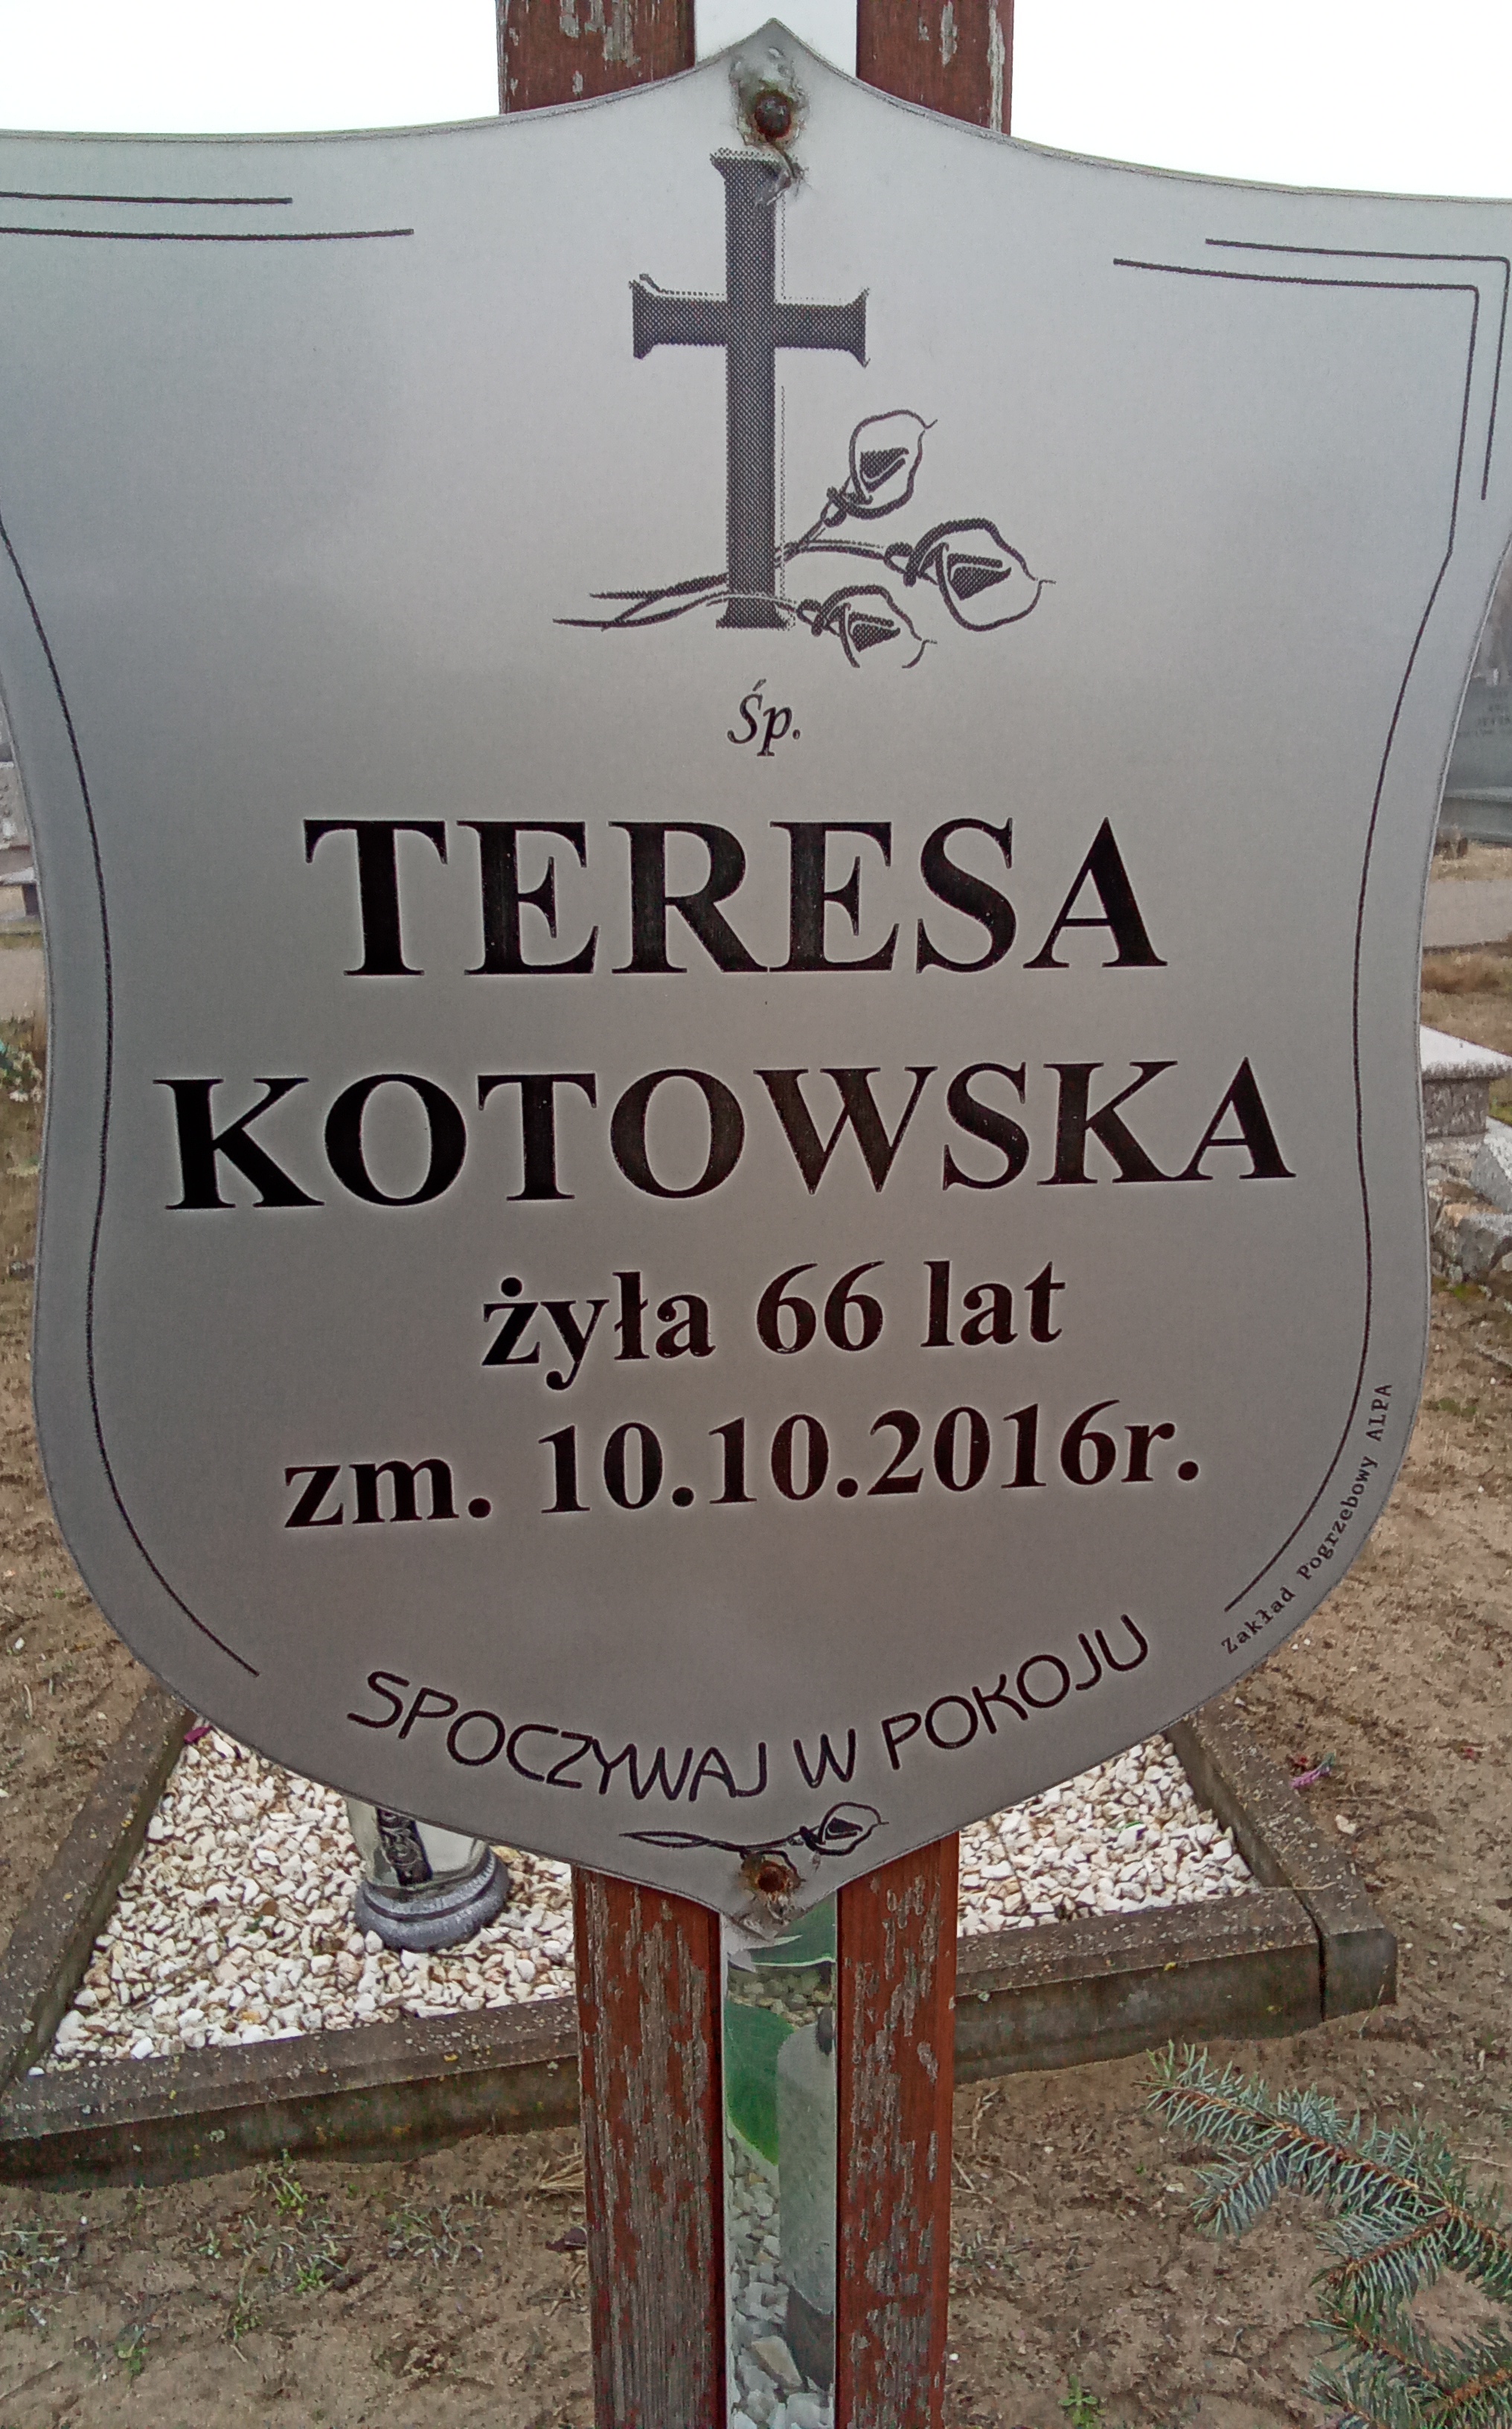 Śp.
TERESA
KOTOWSKA
żyła 66 lat
zm. 10.10.2016r.
SPOCZYWAJ W POKOJU
Zakład Pogrzebowy ALPA